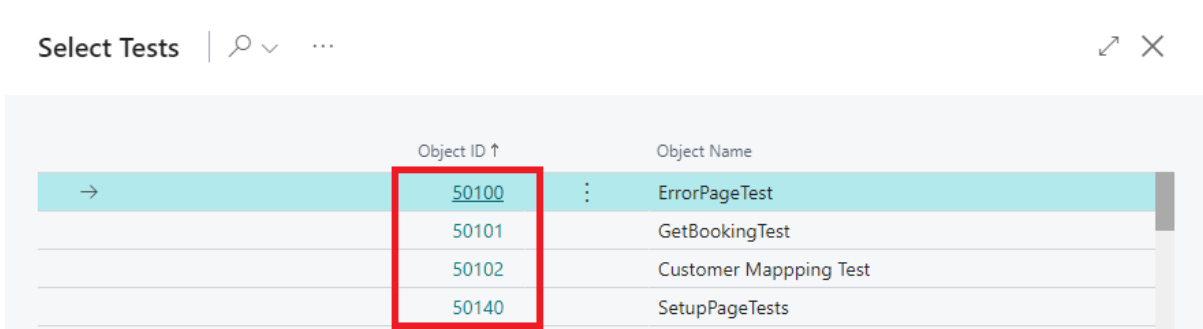 Select Tests
Object ID ↑ Object Name
50100 ErrorPageTest
50101 GetBookingTest
50102 Customer Mappping Test
50140 SetupPageTests